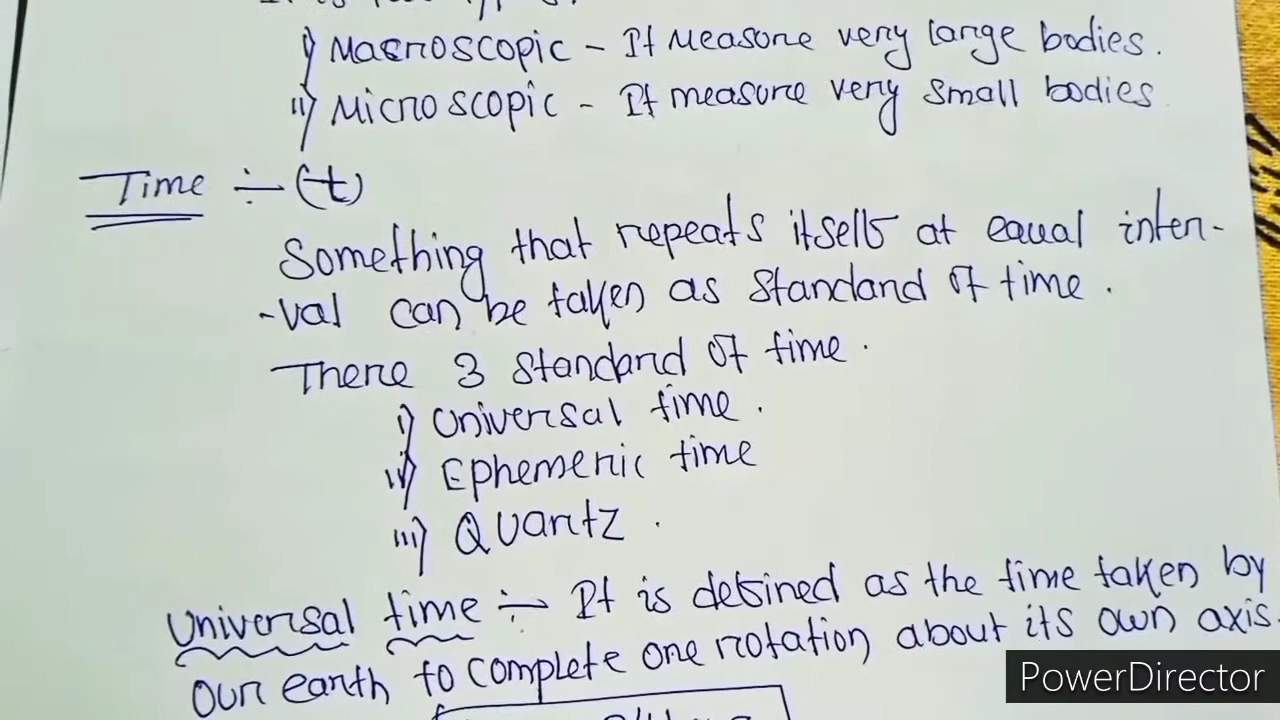 i) Macroscopic - It Measure very large bodies.
ii) Microscopic - It measure very small bodies
Time :- (t)
Something that repeats itself at equal inter-
-val can be taken as standard of time.
There 3 standard of time.
i) Universal time.
ii) Ephemeric time
iii) Quartz.
Universal time :- It is defined as the time taken by
our earth to complete one rotation about its own axis.
PowerDirector